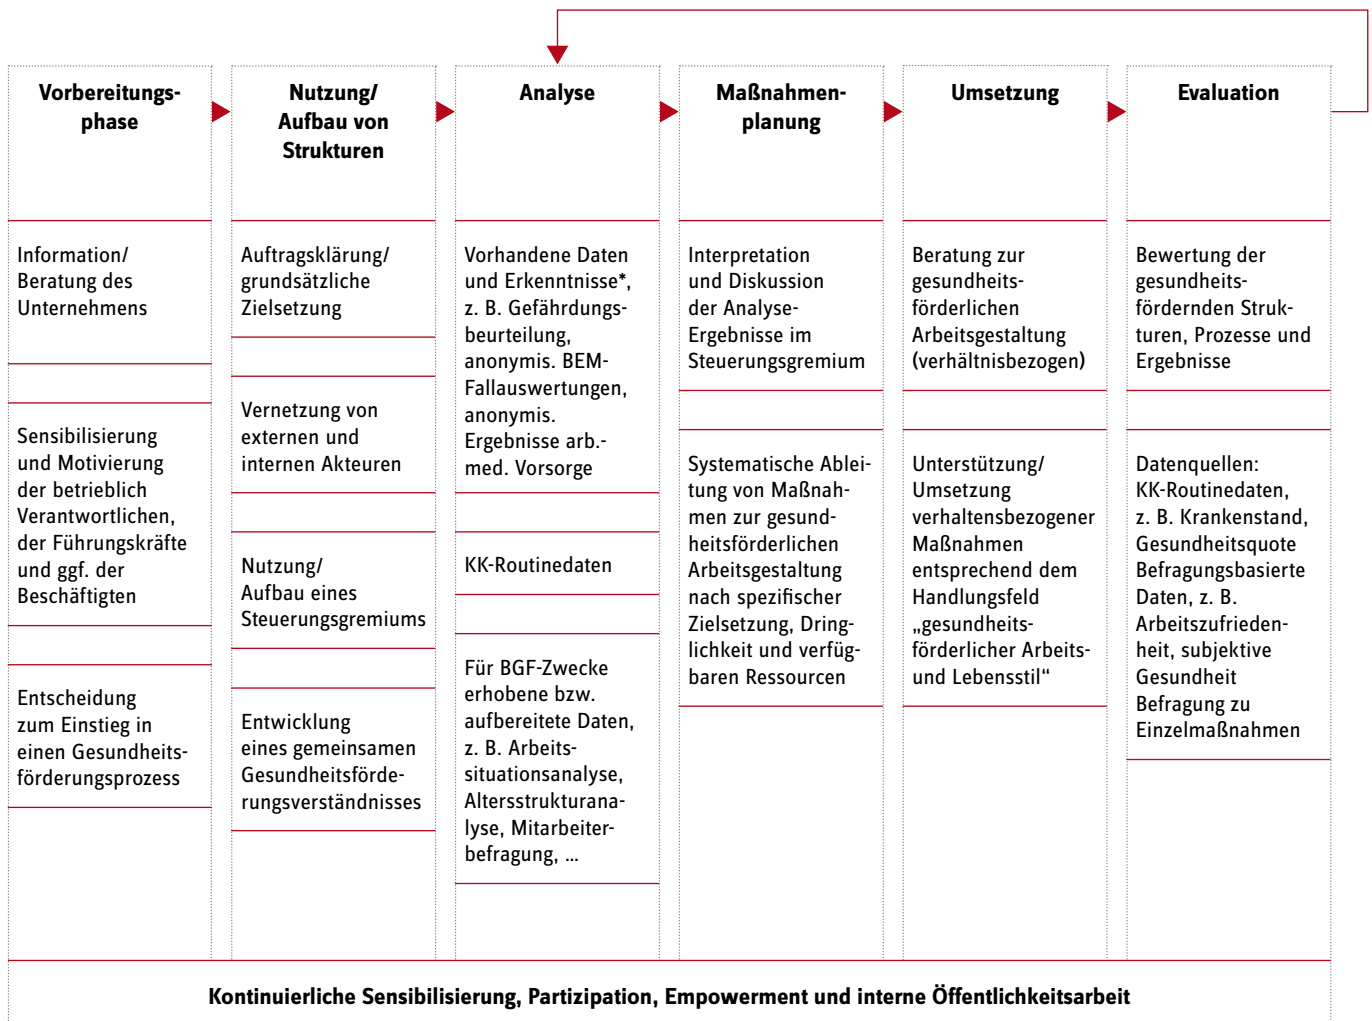 Vorbereitungs-
phase
Information/
Beratung des
Unternehmens
Sensibilisierung
und Motivierung
der betrieblich
Verantwortlichen,
der Führungskräfte
und ggf. der
Beschäftigten
Entscheidung
zum Einstieg in
einen Gesundheits-
förderungsprozess
Nutzung/
Aufbau von
Strukturen
Auftragsklärung/
grundsätzliche
Zielsetzung
Vernetzung von
externen und
internen Akteuren
Nutzung/
Aufbau eines
Steuerungsgremiums
Entwicklung
eines gemeinsamen
Gesundheitsförde-
rungsverständnisses
Analyse
Vorhandene Daten
und Erkenntnisse*,
z. B. Gefährdungs-
beurteilung,
anonymis. BEM-
Fallauswertungen,
anonymis.
Ergebnisse arb.-
med. Vorsorge
KK-Routinedaten
Für BGF-Zwecke
erhobene bzw.
aufbereitete Daten,
z. B. Arbeits-
situationsanalyse,
Altersstrukturana-
lyse, Mitarbeiter-
befragung, ...
Maßnahmen-
planung
Interpretation
und Diskussion
der Analyse-
Ergebnisse im
Steuerungsgremium
Systematische Ablei-
tung von Maßnah-
men zur gesund-
heitsförderlichen
Arbeitsgestaltung
nach spezifischer
Zielsetzung, Dring-
lichkeit und verfüg-
baren Ressourcen
Umsetzung
Beratung zur
gesundheits-
förderlichen
Arbeitsgestaltung
(verhältnisbezogen)
Unterstützung/
Umsetzung
verhaltensbezogener
Maßnahmen
entsprechend dem
Handlungsfeld
„gesundheits-
förderlicher Arbeits-
und Lebensstil“
Evaluation
Bewertung der
gesundheits-
fördernden Struk-
turen, Prozesse und
Ergebnisse
Datenquellen:
KK-Routinedaten,
z. B. Krankenstand,
Gesundheitsquote
Befragungsbasierte
Daten, z. B.
Arbeitszufrieden-
heit, subjektive
Gesundheit
Befragung zu
Einzelmaßnahmen
Kontinuierliche Sensibilisierung, Partizipation, Empowerment und interne Öffentlichkeitsarbeit